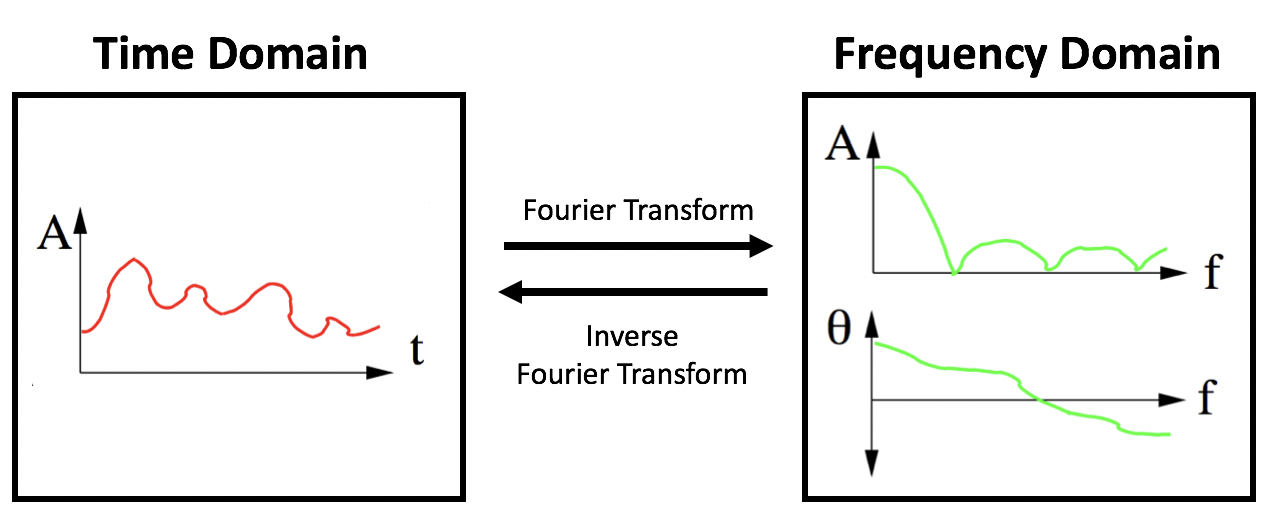 Time Domain
Frequency Domain
A
t
Fourier Transform
Inverse
Fourier Transform
A
f
θ
f